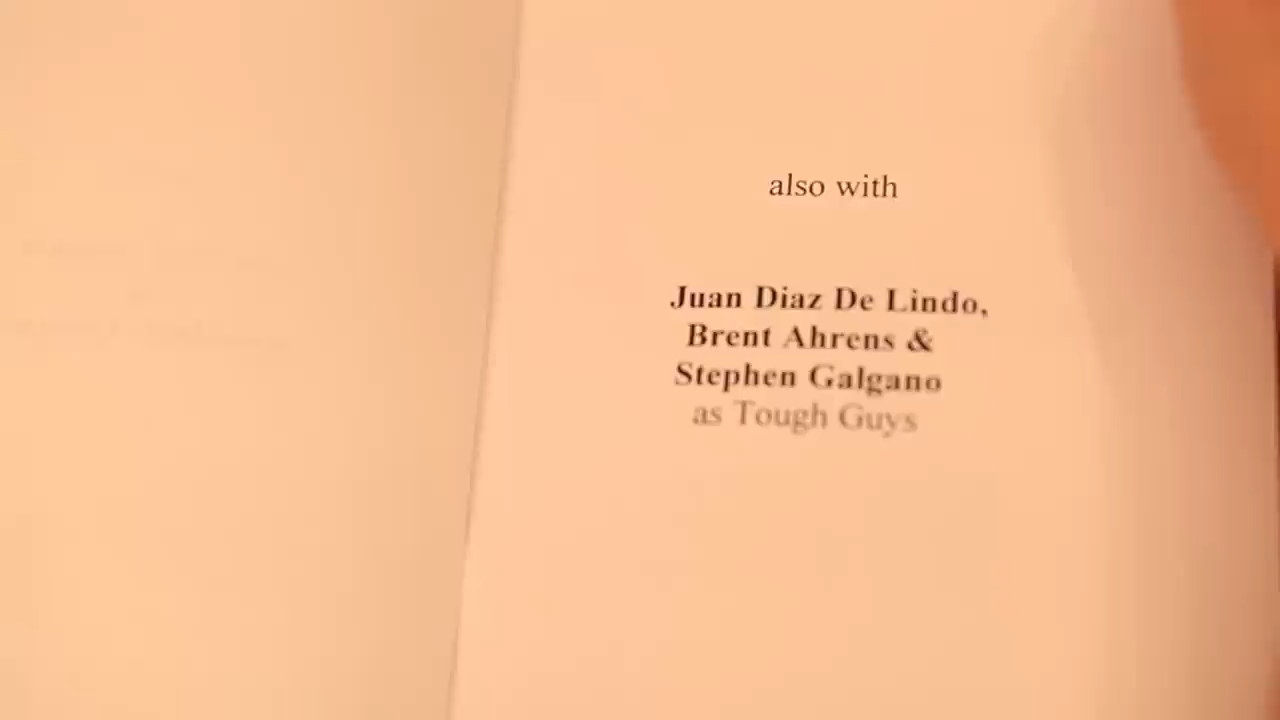 also with
Juan Diaz De Lindo,
Brent Ahrens &
Stephen Galgano
as Tough Guys